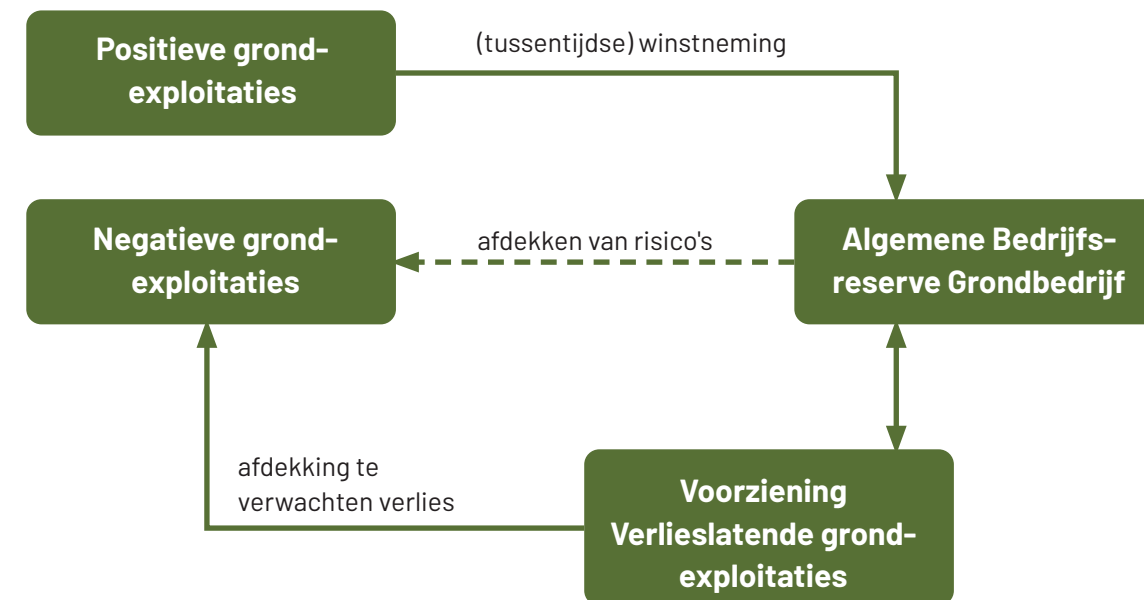 Positieve grond-
exploitaties
(tussentijdse) winstneming
Negatieve grond-
exploitaties
afdekken van risico's
Algemene Bedrijfs-
reserve Grondbedrijf
afdekking te
verwachten verlies
Voorziening
Verlieslatende grond-
exploitaties